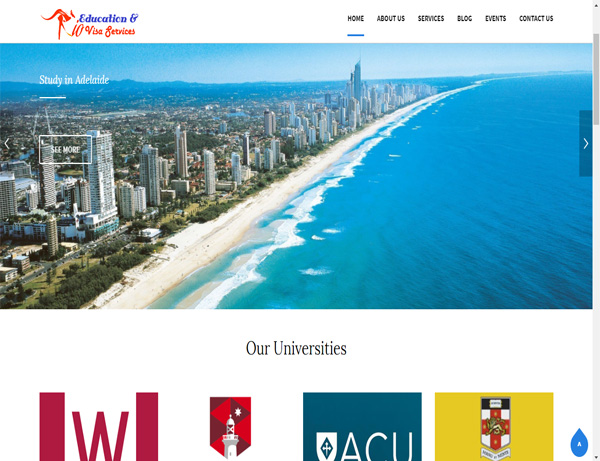 Education &
10 Visa Services
HOME ABOUT US SERVICES BLOG EVENTS CONTACT US
Study in Adelaide
SEE MORE
Our Universities
W
ACU
A